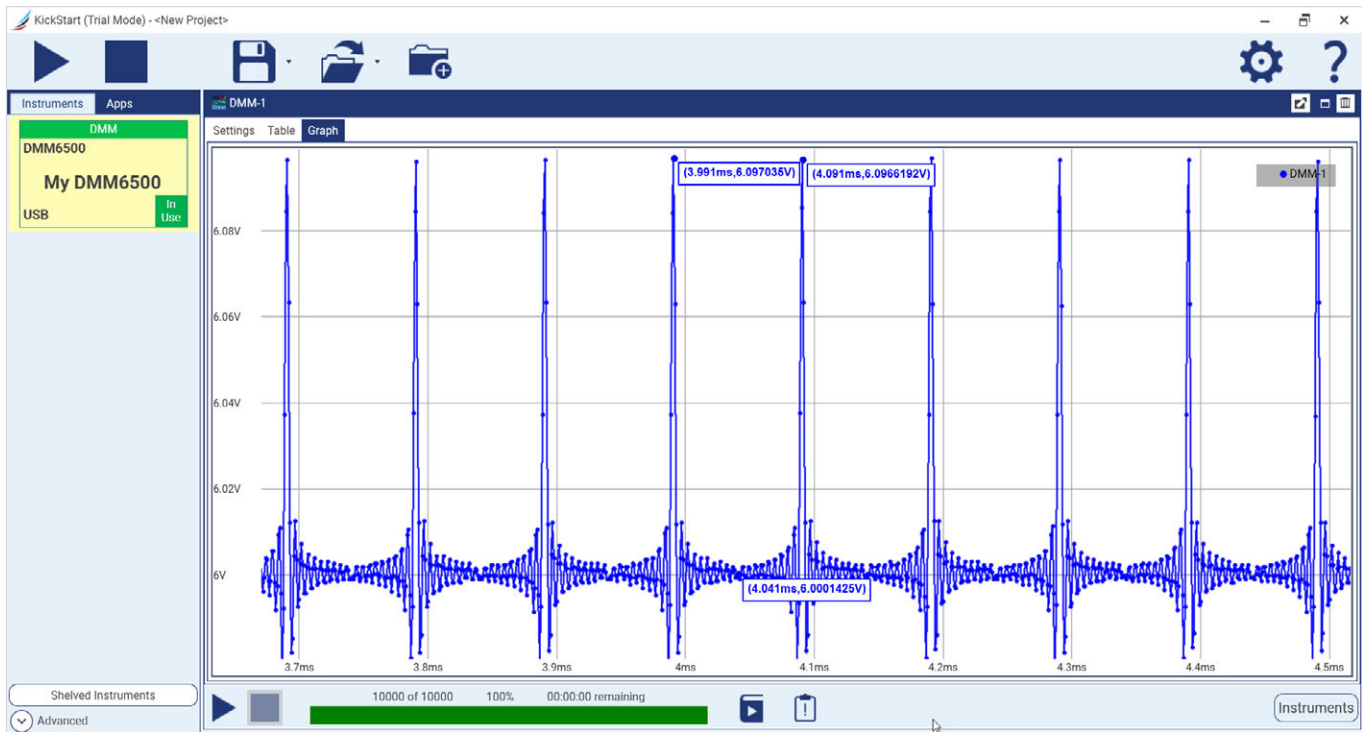 KickStart (Trial Mode) - <New Project>
Instruments Apps
DMM
DMM6500
My DMM6500
USB
In
Use
Shelved Instruments
Advanced
DMM-1
Settings Table Graph
(3.991ms,6.097035V) (4.091ms,6.0966192V)
DMM-1
6.08V
6.06V
6.04V
6.02V
6V
(4.041ms,6.0001425V)
3.7ms 3.8ms 3.9ms 4ms 4.1ms 4.2ms 4.3ms 4.4ms 4.5ms
10000 of 10000 100% 00:00:00 remaining
Instruments